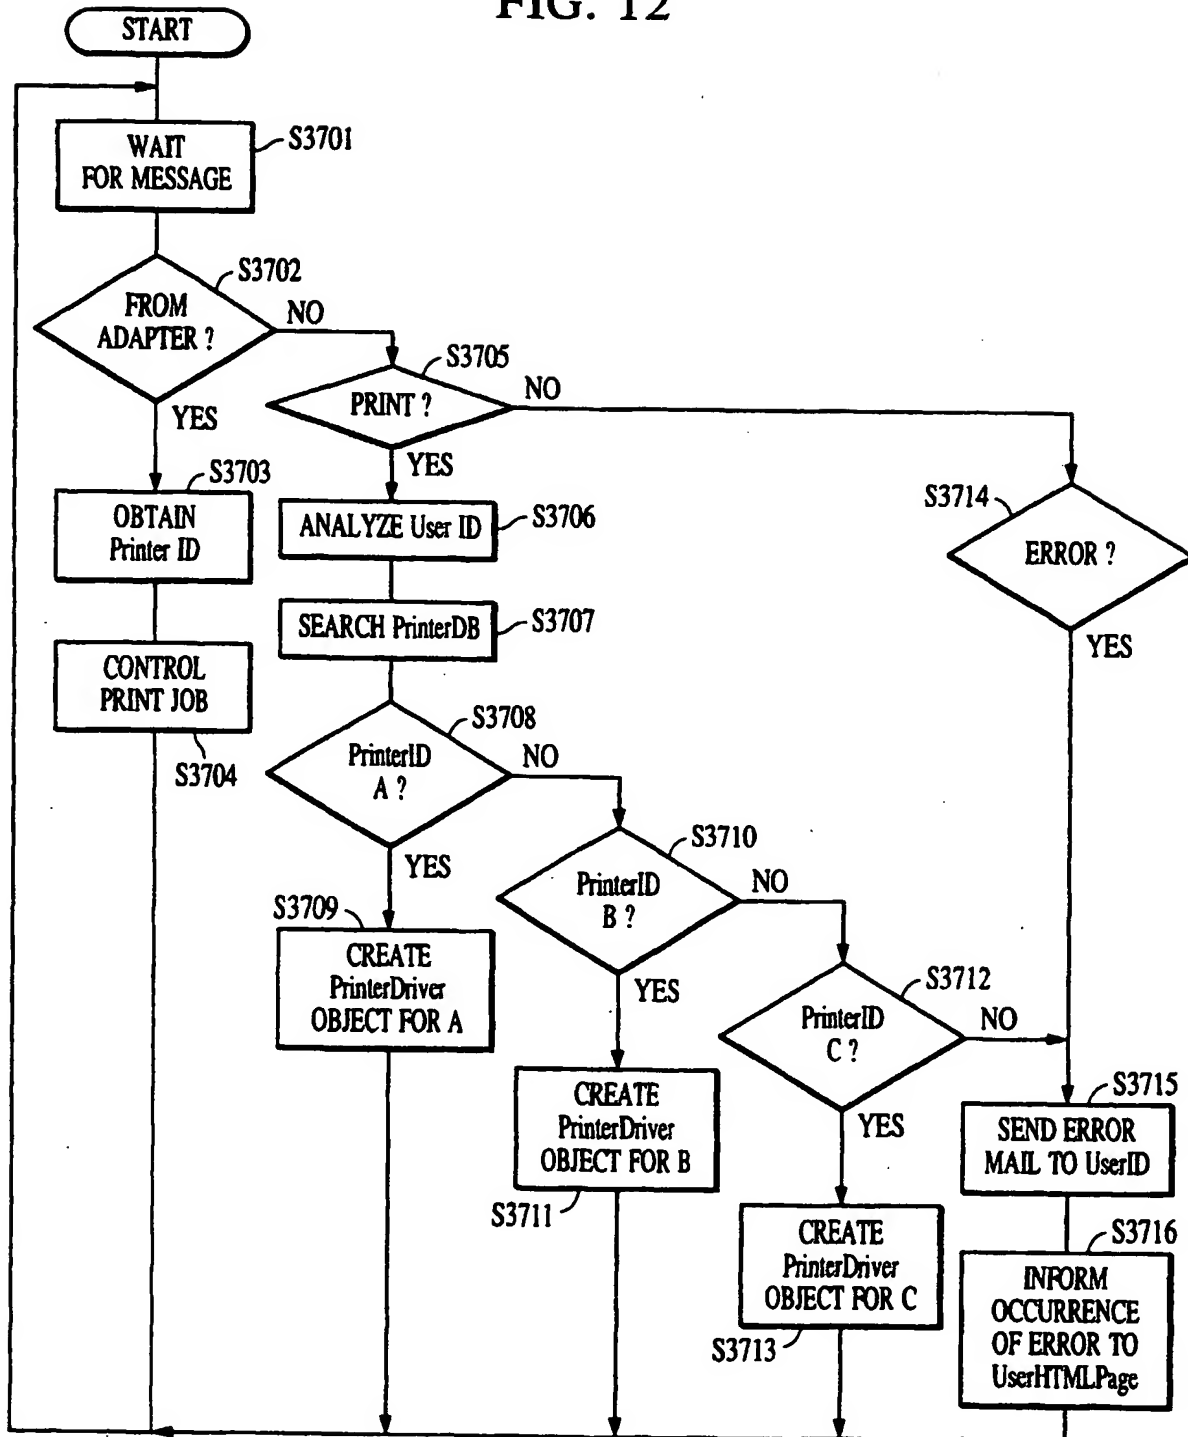 FIG. 12
START
WAIT
FOR MESSAGE
S3701
FROM
ADAPTER ?
S3702
NO
YES
S3705
PRINT ?
NO
YES
S3703
OBTAIN
Printer ID
ANALYZE User ID
S3706
S3714
ERROR ?
YES
SEARCH PrinterDB
S3707
CONTROL
PRINT JOB
S3704
S3708
PrinterID
A ?
NO
YES
S3710
PrinterID
B ?
NO
YES
S3709
CREATE
PrinterDriver
OBJECT FOR A
S3712
PrinterID
C ?
NO
YES
CREATE
PrinterDriver
OBJECT FOR B
S3711
S3715
SEND ERROR
MAIL TO UserID
CREATE
PrinterDriver
OBJECT FOR C
S3713
S3716
INFORM
OCCURRENCE
OF ERROR TO
UserHTMLPage